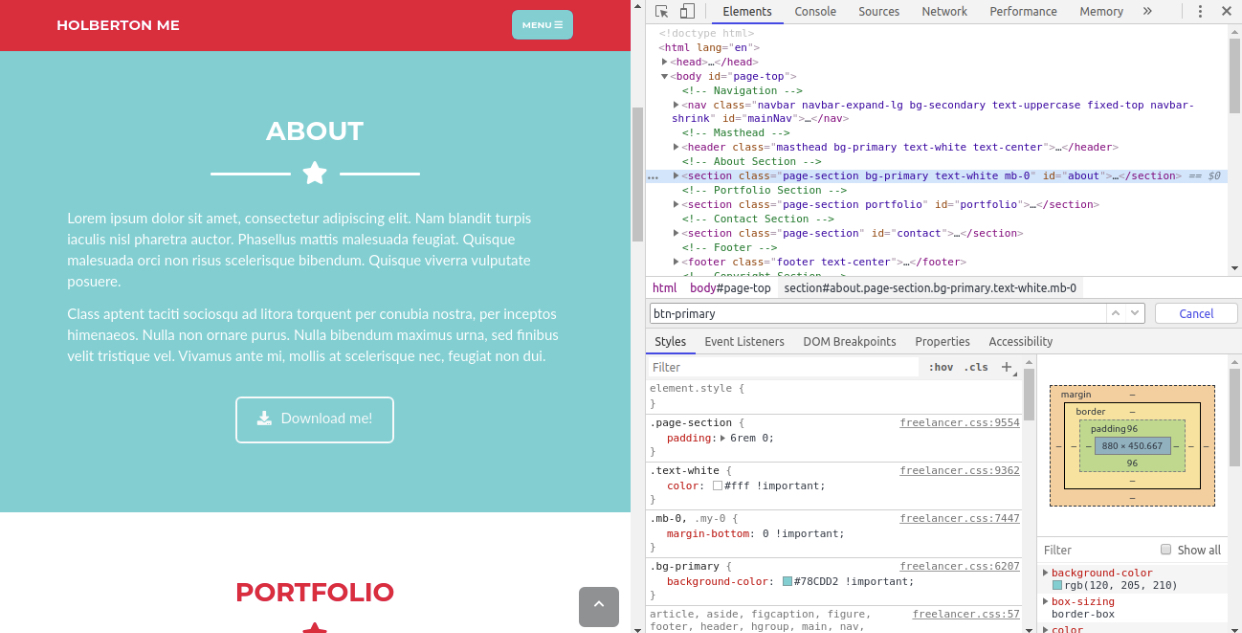 HOLBERTON ME
MENU
ABOUT
Lorem ipsum dolor sit amet, consectetur adipiscing elit. Nam blandit turpis
iaculis nisl pharetra auctor. Phasellus mattis malesuada feugiat. Quisque
malesuada orci non risus scelerisque bibendum. Quisque viverra vulputate
posuere.
Class aptent taciti sociosqu ad litora torquent per conubia nostra, per inceptos
himenaeos. Nulla non ornare purus. Nulla bibendum maximus urna, sed finibus
velit tristique vel. Vivamus ante mi, mollis at scelerisque nec, feugiat non dui.
Download me!
PORTFOLIO
Elements Console Sources Network Performance Memory »
<!doctype html>
<html lang="en">
<head>…</head>
<body id="page-top">
<!-- Navigation -->
<nav class="navbar navbar-expand-lg bg-secondary text-uppercase fixed-top navbar-
shrink" id="mainNav">…</nav>
<!-- Masthead -->
<header class="masthead bg-primary text-white text-center">…</header>
<!-- About Section -->
… <section class="page-section bg-primary text-white mb-0" id="about">…</section> == $0
<!-- Portfolio Section -->
<section class="page-section portfolio" id="portfolio">…</section>
<!-- Contact Section -->
<section class="page-section" id="contact">…</section>
<!-- Footer -->
<footer class="footer text-center">…</footer>
<!-- Copyright Section -->
html body#page-top section#about.page-section.bg-primary.text-white.mb-0
btn-primary Cancel
Styles Event Listeners DOM Breakpoints Properties Accessibility
Filter :hov .cls +
element.style {
}
.page-section { freelancer.css:9554
padding: 6rem 0;
}
.text-white { freelancer.css:9362
color: #fff !important;
}
.mb-0, .my-0 { freelancer.css:7447
margin-bottom: 0 !important;
}
.bg-primary { freelancer.css:6207
background-color: #78CDD2 !important;
}
article, aside, figcaption, figure, freelancer.css:57
footer, header, hgroup, main, nav,
margin –
border –
padding 96
– – – 880 × 450.667 – – –
96
–
–
Filter Show all
background-color
rgb(120, 205, 210)
box-sizing
border-box
color